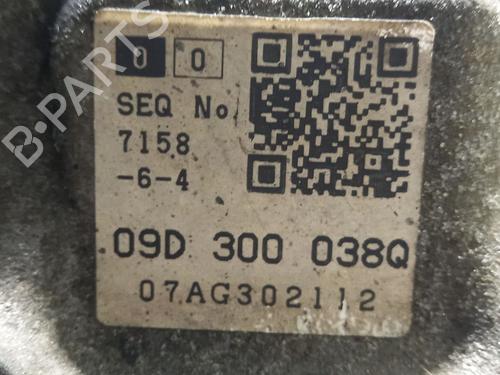 0 0
SEQ No
7158
-6-4
09D 300 038Q
07AG302112
B-PARTS